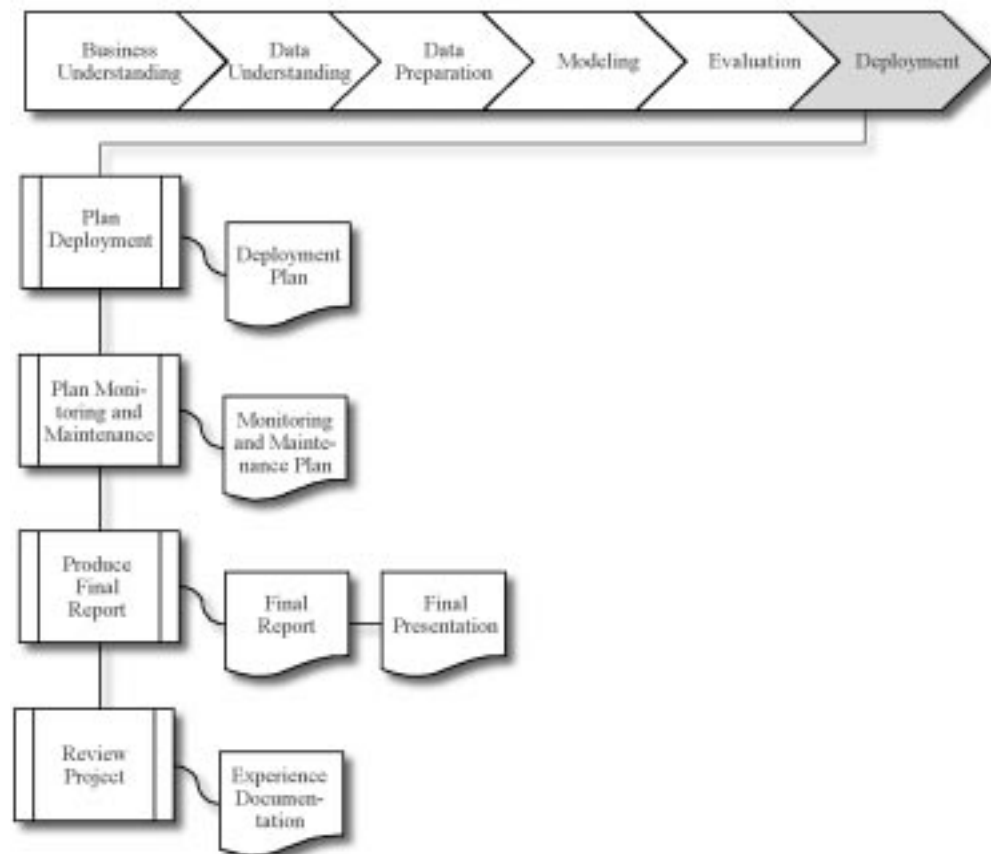 Business
Understanding
Data
Understanding
Data
Preparation
Modeling
Evaluation
Deployment
Plan
Deployment
Deployment
Plan
Plan Moni-
toring and
Maintenance
Monitoring
and Mainte-
nance Plan
Produce
Final
Report
Final
Report
Final
Presentation
Review
Project
Experience
Documen-
tation